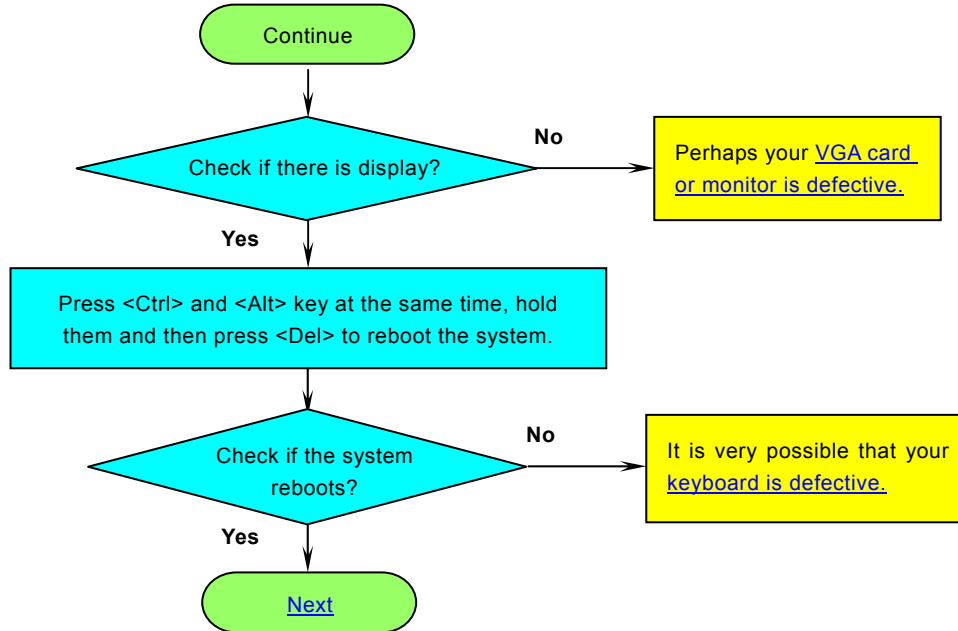 Continue
Check if there is display?
No
Perhaps your VGA card
or monitor is defective.
Yes
Press <Ctrl> and <Alt> key at the same time, hold
them and then press <Del> to reboot the system.
Check if the system
reboots?
No
It is very possible that your
keyboard is defective.
Yes
Next